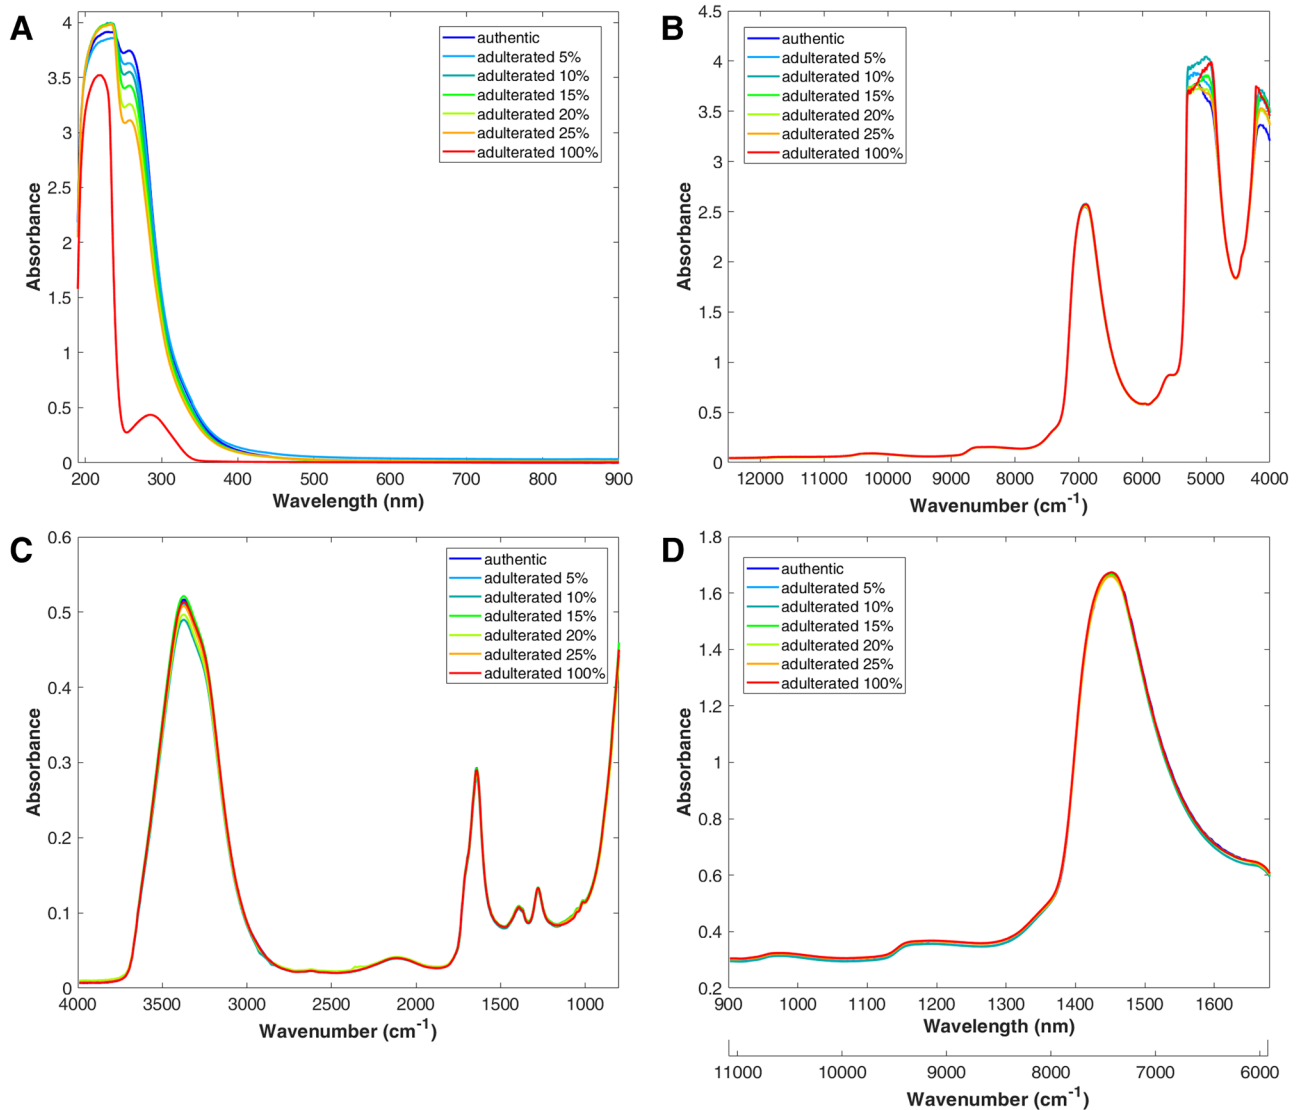 A
4
3.5
3
2.5
2
1.5
1
0.5
0
Absorbance
authentic
adulterated 5%
adulterated 10%
adulterated 15%
adulterated 20%
adulterated 25%
adulterated 100%
200 300 400 500 600 700 800 900
Wavelength (nm)
B
4.5
4
3.5
3
2.5
2
1.5
1
0.5
0
Absorbance
authentic
adulterated 5%
adulterated 10%
adulterated 15%
adulterated 20%
adulterated 25%
adulterated 100%
12000 11000 10000 9000 8000 7000 6000 5000 4000
Wavenumber (cm-1)
C
0.6
0.5
0.4
0.3
0.2
0.1
0
Absorbance
authentic
adulterated 5%
adulterated 10%
adulterated 15%
adulterated 20%
adulterated 25%
adulterated 100%
4000 3500 3000 2500 2000 1500 1000
Wavenumber (cm-1)
D
1.8
1.6
1.4
1.2
1
0.8
0.6
0.4
0.2
Absorbance
authentic
adulterated 5%
adulterated 10%
adulterated 15%
adulterated 20%
adulterated 25%
adulterated 100%
900 1000 1200 1200 1300 1400 1500 1600
Wavelength (nm)
11000 10000 9000 8000 7000 6000
Wavenumber (cm-1)